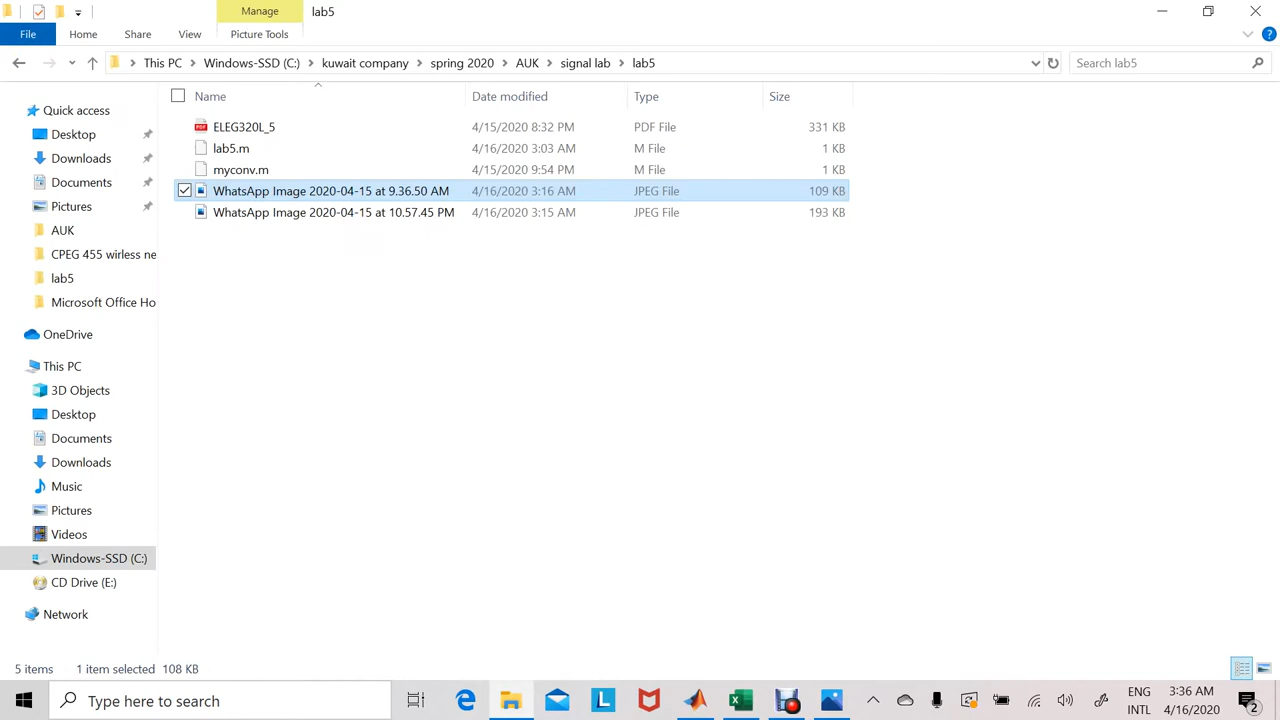 Manage
lab5
File
Home
Share
View
Picture Tools
This PC > Windows-SSD (C:) > kuwait company > spring 2020 > AUK > signal lab > lab5
Search lab5
Name
Date modified
Type
Size
ELEG320L_5
4/15/2020 8:32 PM
PDF File
331 KB
lab5.m
4/16/2020 3:03 AM
M File
1 KB
myconv.m
4/15/2020 9:54 PM
M File
1 KB
WhatsApp Image 2020-04-15 at 9.36.50 AM
4/16/2020 3:16 AM
JPEG File
109 KB
WhatsApp Image 2020-04-15 at 10.57.45 PM
4/16/2020 3:15 AM
JPEG File
193 KB
Quick access
Desktop
Downloads
Documents
Pictures
AUK
CPEG 455 wirless ne
lab5
Microsoft Office Ho
OneDrive
This PC
3D Objects
Desktop
Documents
Downloads
Music
Pictures
Videos
Windows-SSD (C:)
CD Drive (E:)
Network
5 items
1 item selected 108 KB
Type here to search
ENG
INTL
3:36 AM
4/16/2020
2